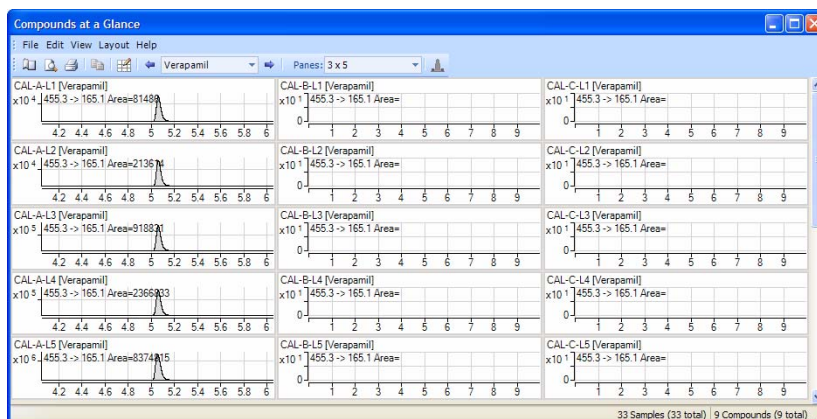 Compounds at a Glance
File Edit View Layout Help
Verapamil Panes: 3 x 5
CAL-A-L1 [Verapamil]
x10 4 455.3 -> 165.1 Area=81486
4.2 4.4 4.6 4.8 5 5.2 5.4 5.6 5.8 6
CAL-B-L1 [Verapamil]
x10 1 455.3 -> 165.1 Area=
0
1 2 3 4 5 6 7 8 9
CAL-C-L1 [Verapamil]
x10 1 455.3 -> 165.1 Area=
0
1 2 3 4 5 6 7 8 9
CAL-A-L2 [Verapamil]
x10 4 455.3 -> 165.1
4.2 4.4 4.6 4.8 5 5.2 5.4 5.6 5.8 6
CAL-B-L2 [Verapamil]
x10 1 455.3 -> 165.1 Area=
0
1 2 3 4 5 6 7 8 9
CAL-C-L2 [Verapamil]
x10 1 455.3 -> 165.1 Area=
0
1 2 3 4 5 6 7 8 9
CAL-A-L3 [Verapamil]
x10 5 455.3 -> 165.1
4.2 4.4 4.6 4.8 5 5.2 5.4 5.6 5.8 6
CAL-B-L3 [Verapamil]
x10 1 455.3 -> 165.1 Area=
0
1 2 3 4 5 6 7 8 9
CAL-C-L3 [Verapamil]
x10 1 455.3 -> 165.1 Area=
0
1 2 3 4 5 6 7 8 9
CAL-A-L4 [Verapamil]
x10 5 455.3 -> 165.1
4.2 4.4 4.6 4.8 5 5.2 5.4 5.6 5.8 6
CAL-B-L4 [Verapamil]
x10 1 455.3 -> 165.1 Area=
0
1 2 3 4 5 6 7 8 9
CAL-C-L4 [Verapamil]
x10 1 455.3 -> 165.1 Area=
0
1 2 3 4 5 6 7 8 9
CAL-A-L5 [Verapamil]
x10 6 455.3 -> 165.1
4.2 4.4 4.6 4.8 5 5.2 5.4 5.6 5.8 6
CAL-B-L5 [Verapamil]
x10 1 455.3 -> 165.1 Area=
0
1 2 3 4 5 6 7 8 9
CAL-C-L5 [Verapamil]
x10 1 455.3 -> 165.1 Area=
0
1 2 3 4 5 6 7 8 9
33 Samples (33 total) 9 Compounds (9 total)